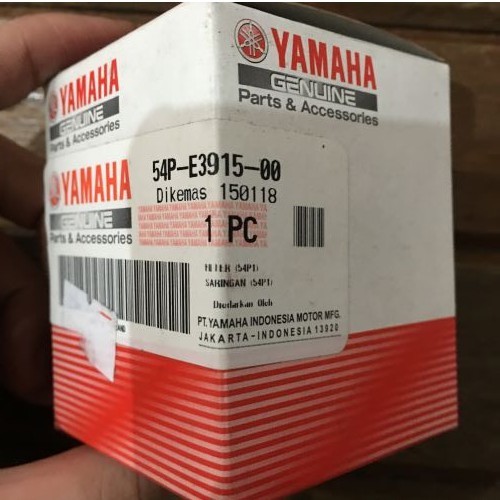 YAMAHA
GENUINE
Parts & Accessories
YAMAHA
GENUINE
Parts & Accessories
YAMAHA
GENUINE
Parts & Accessories
54P-E3915-00
Dikemas 150118
1 PC
FILTER (54P1)
SARINGAN (54P1)
Diedarkan Oleh
PT. YAMAHA INDONESIA MOTOR MFG.
JAKARTA-INDONESIA 13920